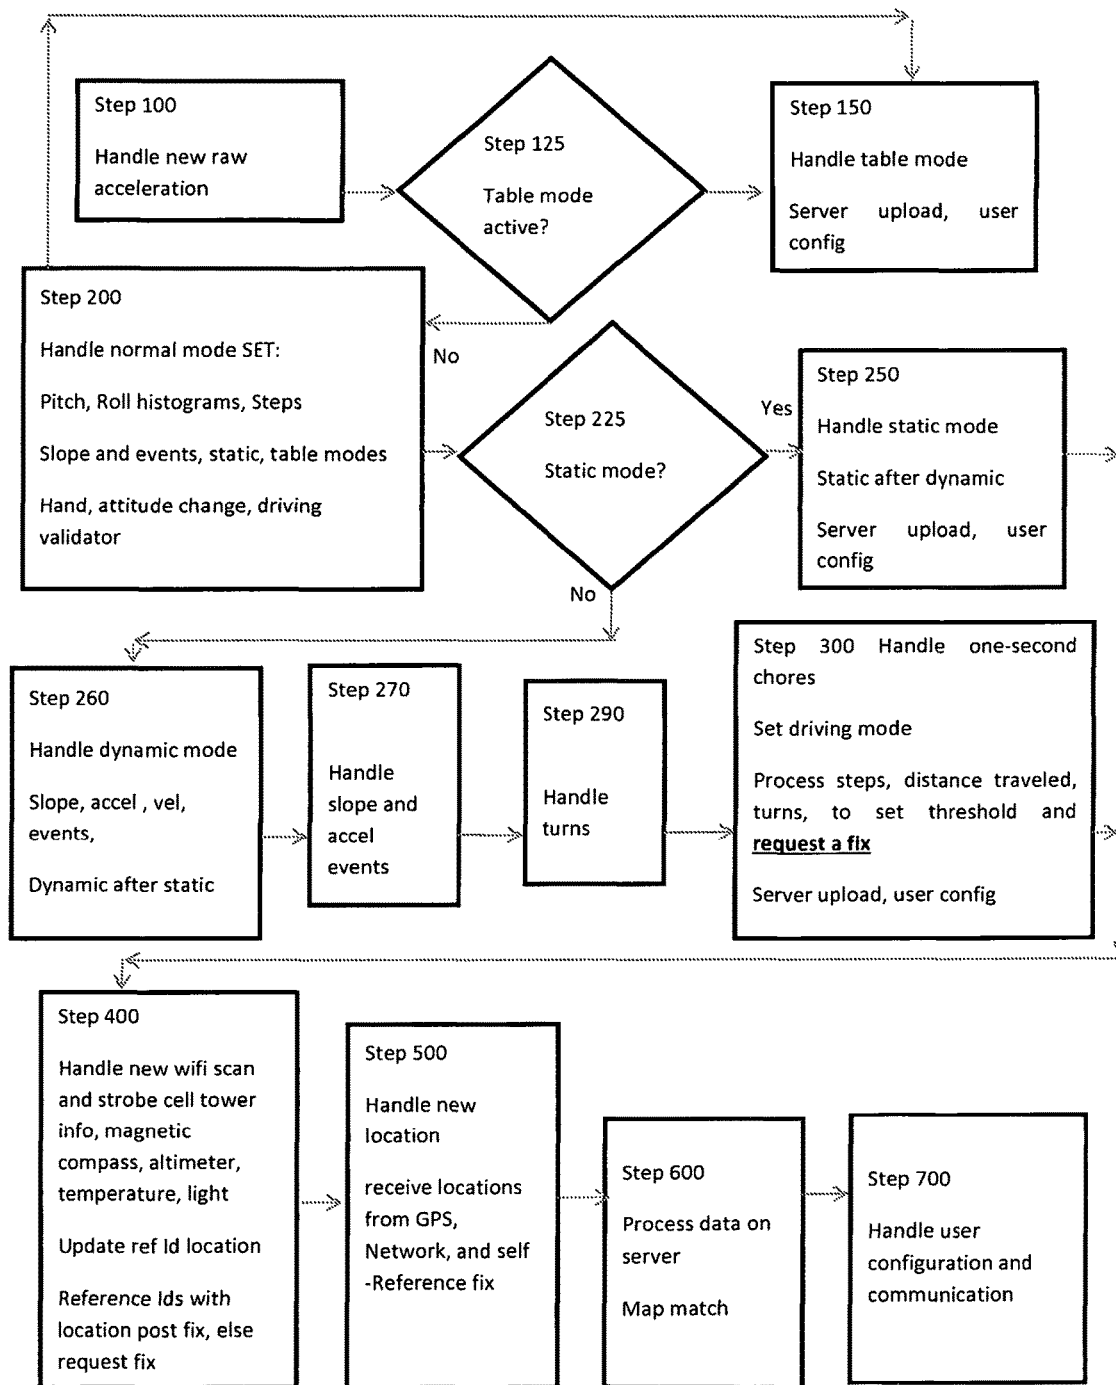 Step 100
Handle new raw
acceleration
Step 125
Table mode
active?
Step 150
Handle table mode
Server upload, user
config
Step 200
Handle normal mode SET:
Pitch, Roll histograms, Steps
Slope and events, static, table modes
Hand, attitude change, driving
validator
No
Step 225
Static mode?
Yes
Step 250
Handle static mode
Static after dynamic
Server upload, user
config
No
Step 260
Handle dynamic mode
Slope, accel , vel,
events,
Dynamic after static
Step 270
Handle
slope and
accel
events
Step 290
Handle
turns
Step 300 Handle one-second
chores
Set driving mode
Process steps, distance traveled,
turns, to set threshold and
request a fix
Server upload, user config
Step 400
Handle new wifi scan
and strobe cell tower
info, magnetic
compass, altimeter,
temperature, light
Update ref Id location
Reference Ids with
location post fix, else
request fix
Step 500
Handle new
location
receive locations
from GPS,
Network, and self
-Reference fix
Step 600
Process data on
server
Map match
Step 700
Handle user
configuration and
communication